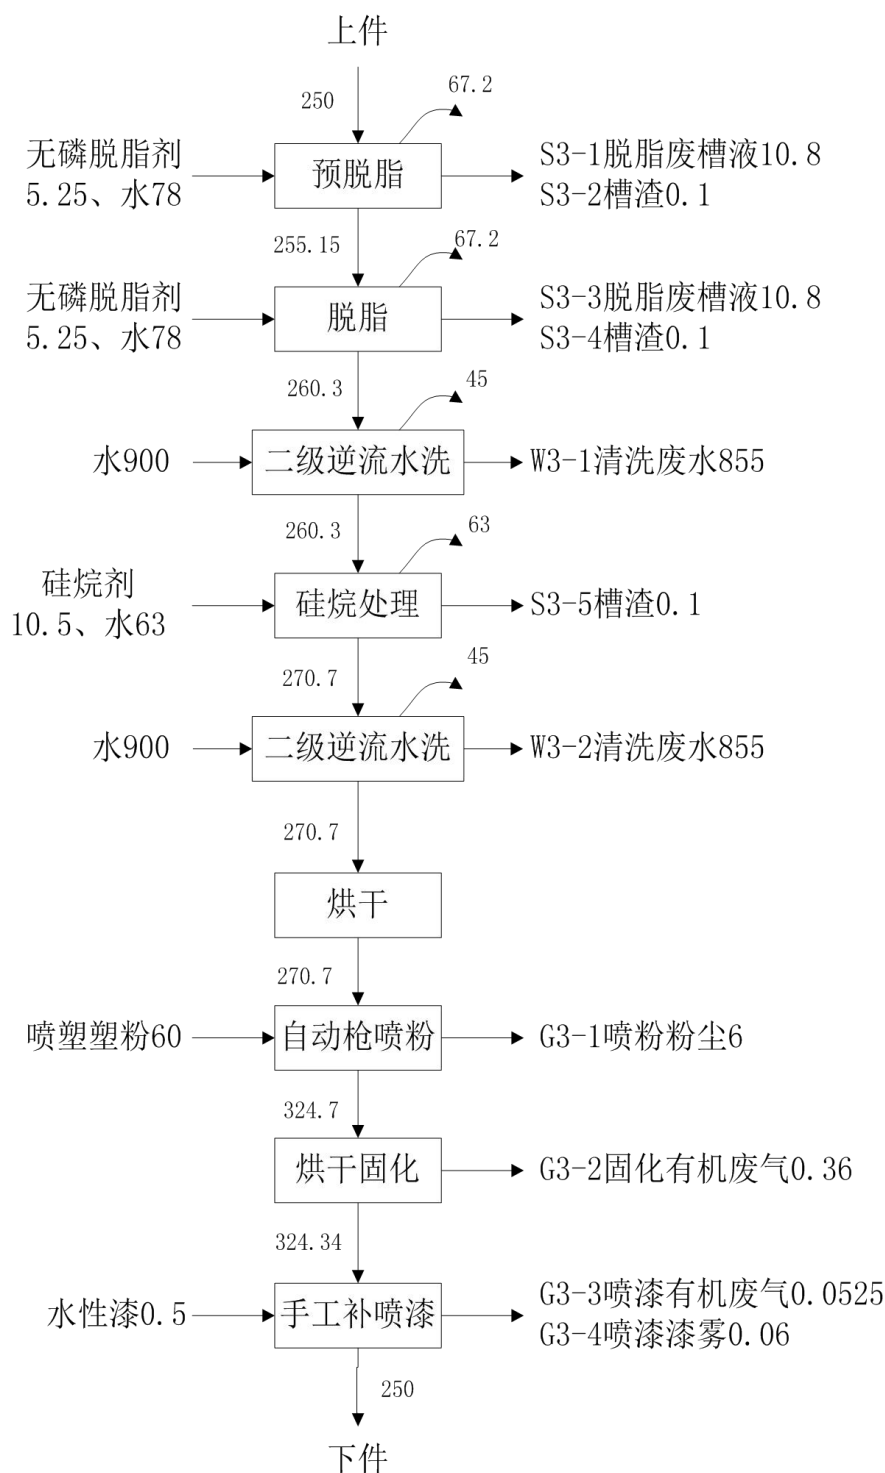 上件
250
67.2
无磷脱脂剂
5.25、水78
预脱脂
S3-1脱脂废槽液10.8
S3-2槽渣0.1
255.15
67.2
无磷脱脂剂
5.25、水78
脱脂
S3-3脱脂废槽液10.8
S3-4槽渣0.1
260.3
45
水900
二级逆流水洗
W3-1清洗废水855
260.3
63
硅烷剂
10.5、水63
硅烷处理
S3-5槽渣0.1
270.7
45
水900
二级逆流水洗
W3-2清洗废水855
270.7
烘干
270.7
喷塑塑粉60
自动枪喷粉
G3-1喷粉粉尘6
324.7
烘干固化
G3-2固化有机废气0.36
324.34
水性漆0.5
手工补喷漆
G3-3喷漆有机废气0.0525
G3-4喷漆漆雾0.06
250
下件